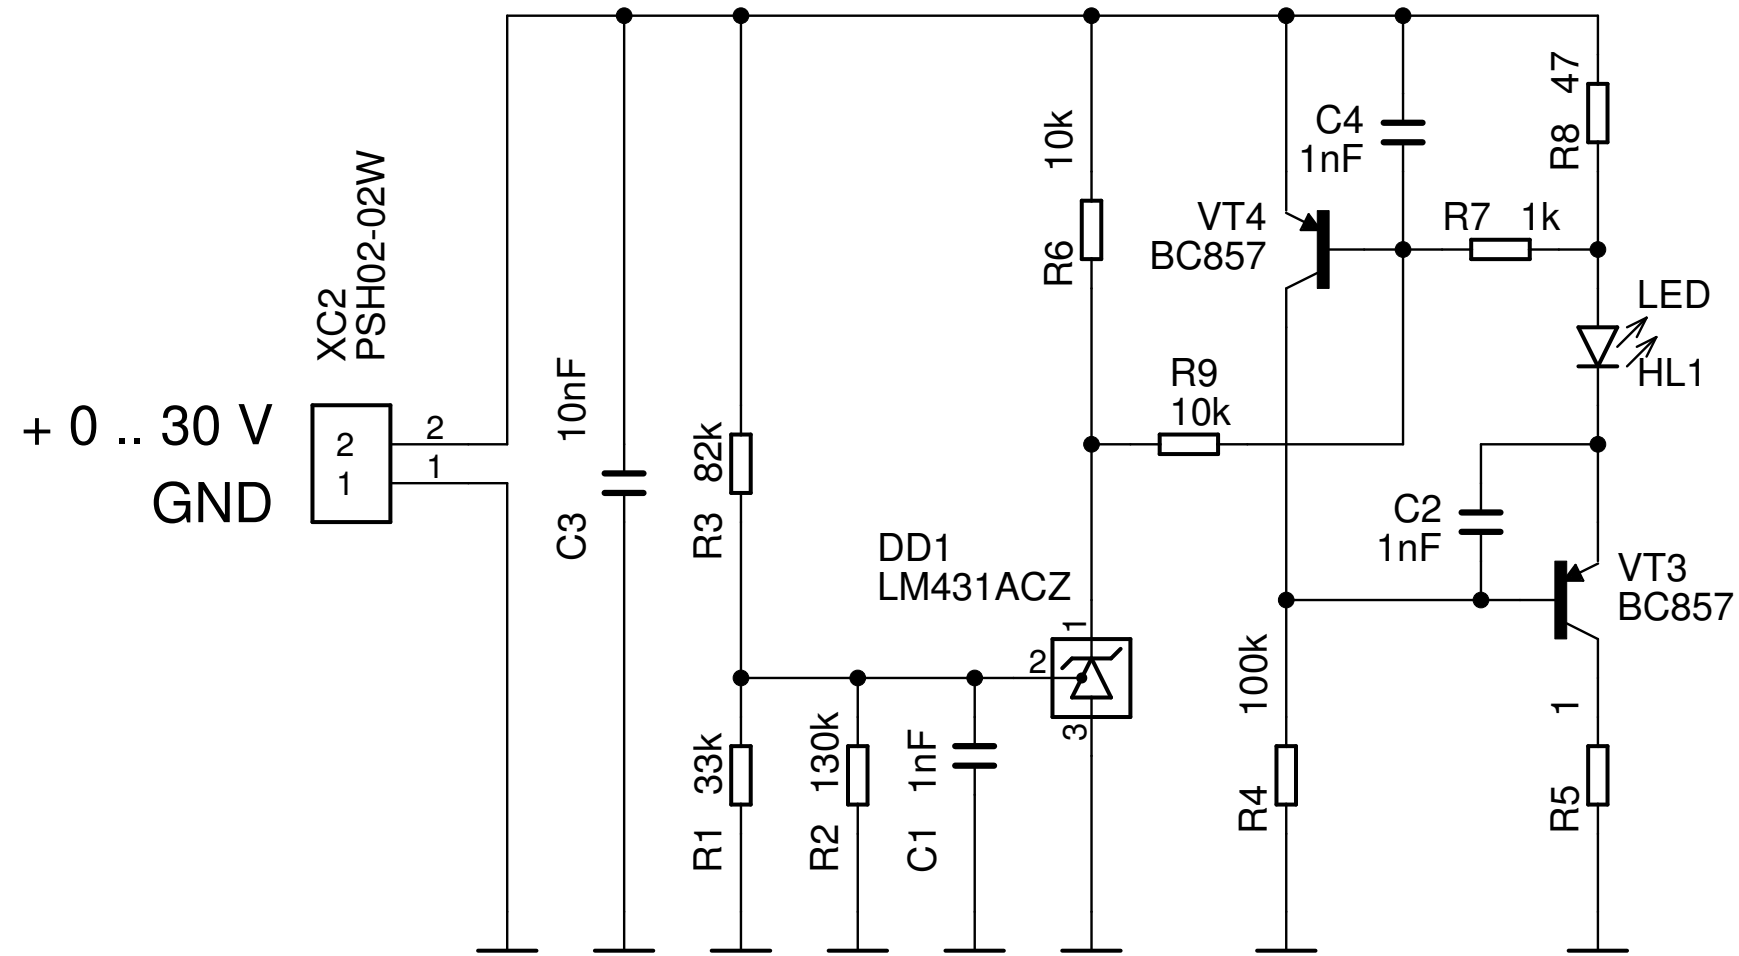 + 0 .. 30 V
GND
XC2
PSH02-02W
2
1
2
1
C3
10nF
R3
82k
R1
33k
R2
130k
C1
1nF
DD1
LM431ACZ
1
2
3
R6
10k
R9
10k
VT4
BC857
C4
1nF
R7
1k
R8
47
LED
HL1
C2
1nF
VT3
BC857
R4
100k
R5
1